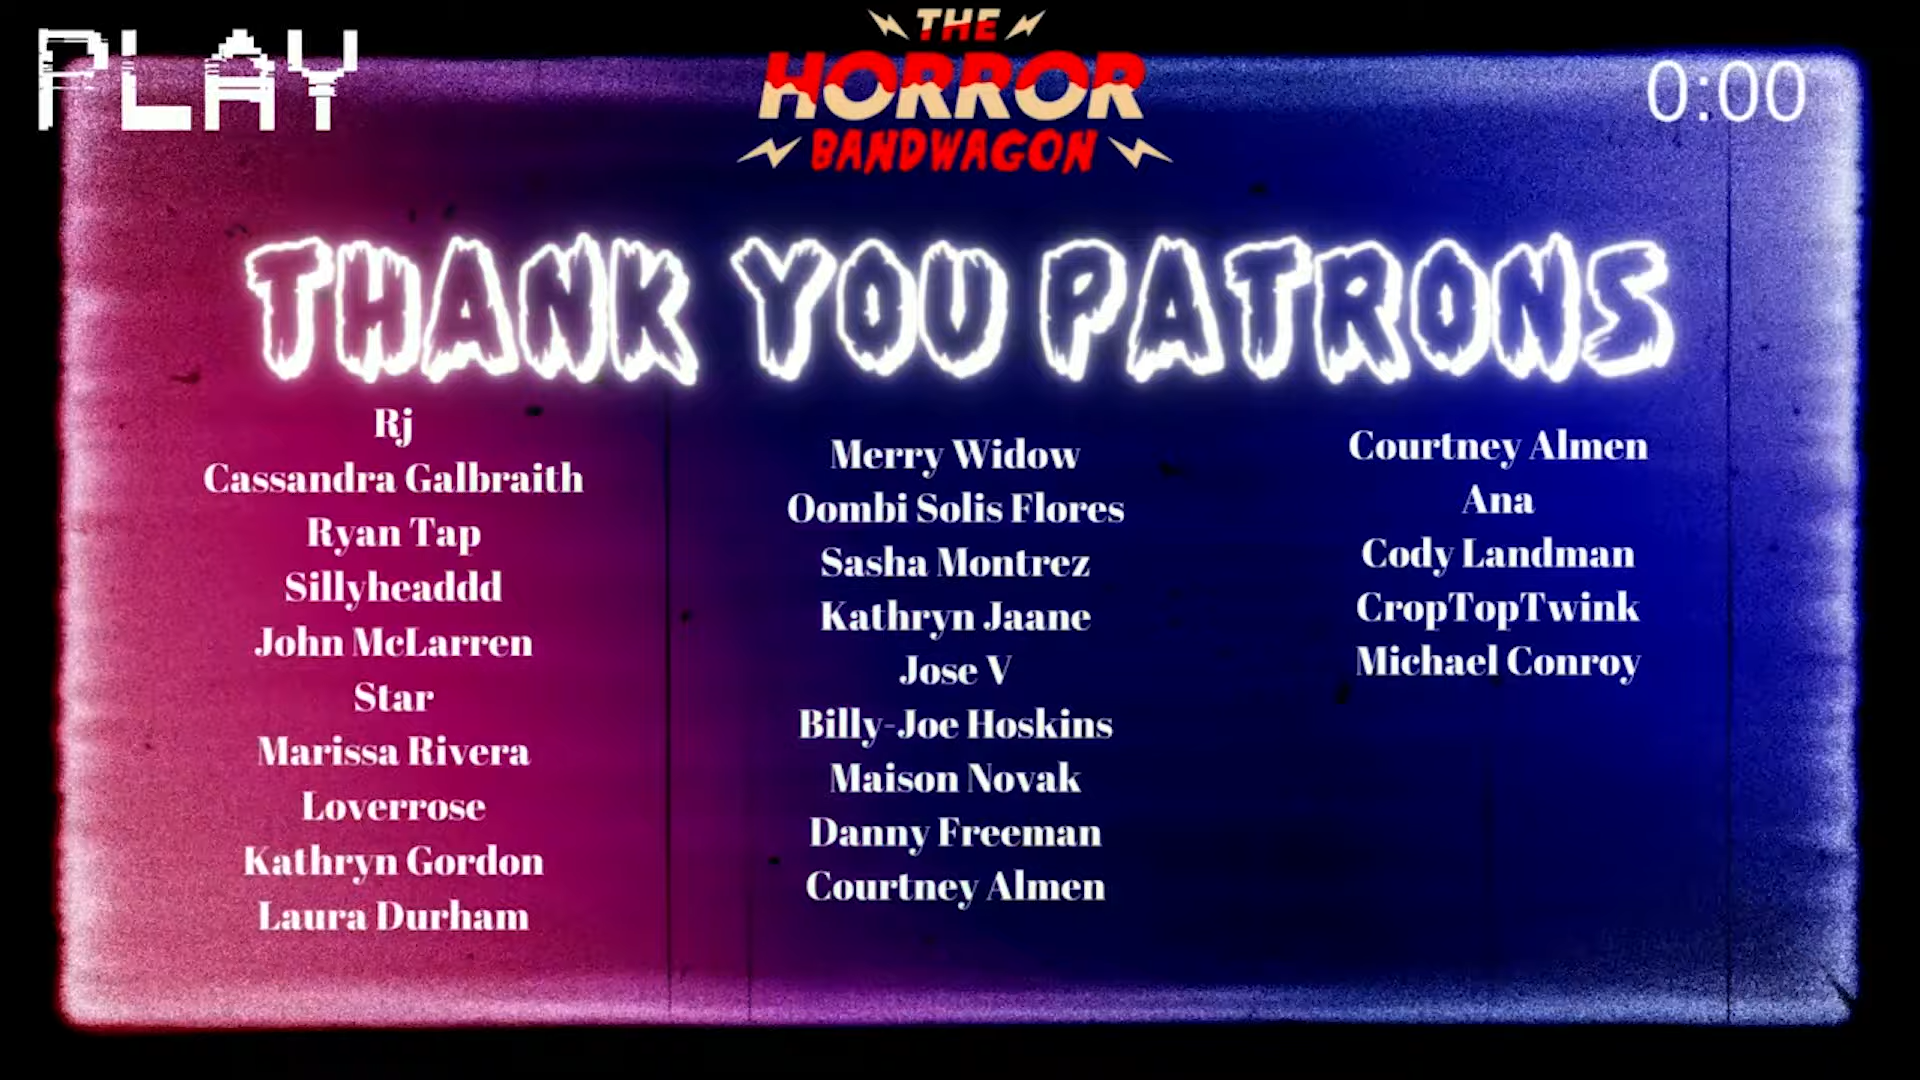 PLAY
THE
HORROR
BANDWAGON
0:00
THANK YOU PATRONS
Rj
Cassandra Galbraith
Ryan Tap
Sillyheaddd
John McLarren
Star
Marissa Rivera
Loverrose
Kathryn Gordon
Laura Durham
Merry Widow
Oombi Solis Flores
Sasha Montrez
Kathryn Jaane
Jose V
Billy-Joe Hoskins
Maison Novak
Danny Freeman
Courtney Almen
Courtney Almen
Ana
Cody Landman
CropTopTwink
Michael Conroy